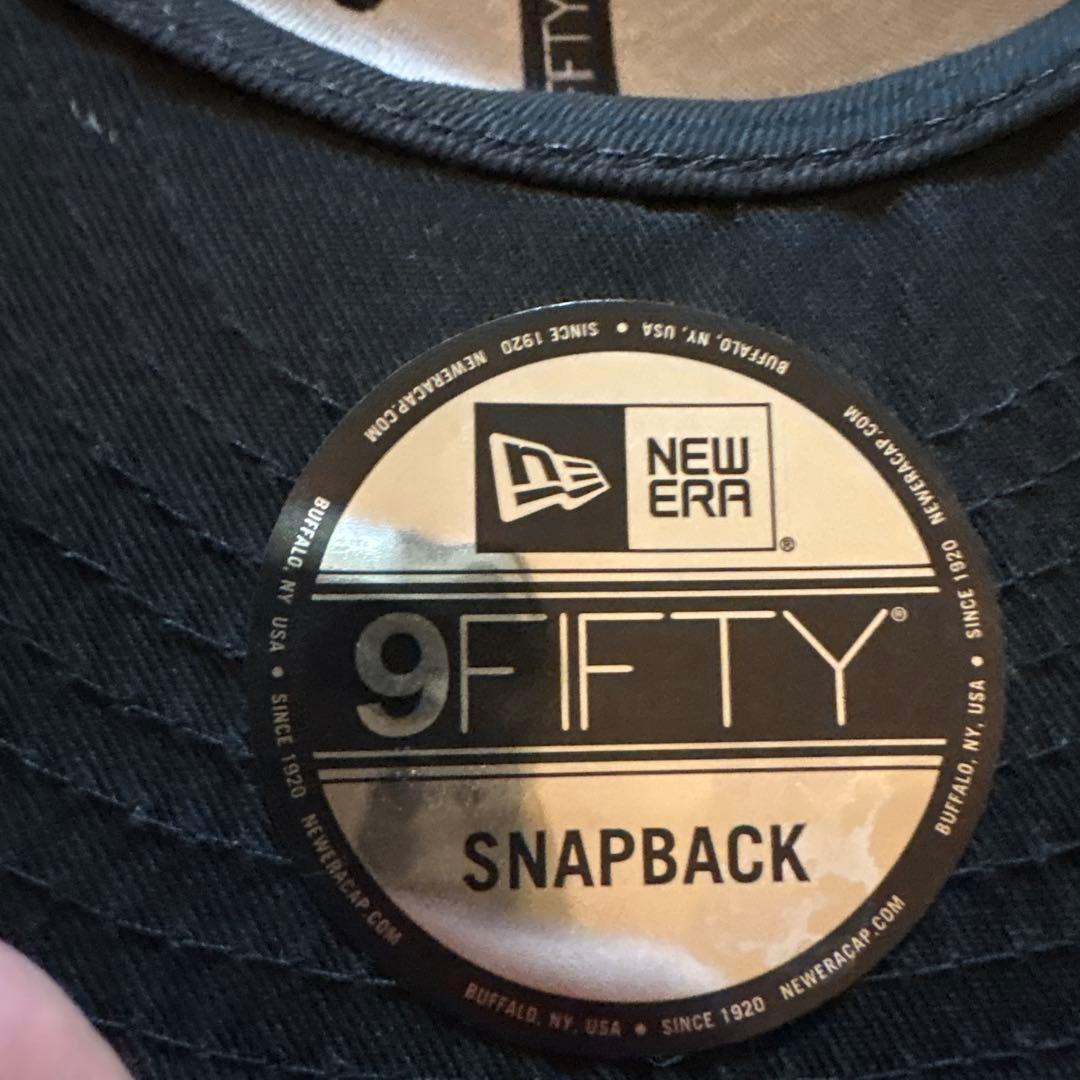 FTY
NEW
ERA
®
9FIFTY®
SNAPBACK
BUFFALO, NY, USA • SINCE 1920 NEWERACAP.COM
BUFFALO, NY, USA • SINCE 1920 NEWERACAP.COM
BUFFALO, NY, USA • SINCE 1920 NEWERACAP.COM
BUFFALO, NY USA • SINCE 1920 NEWERACAP.COM